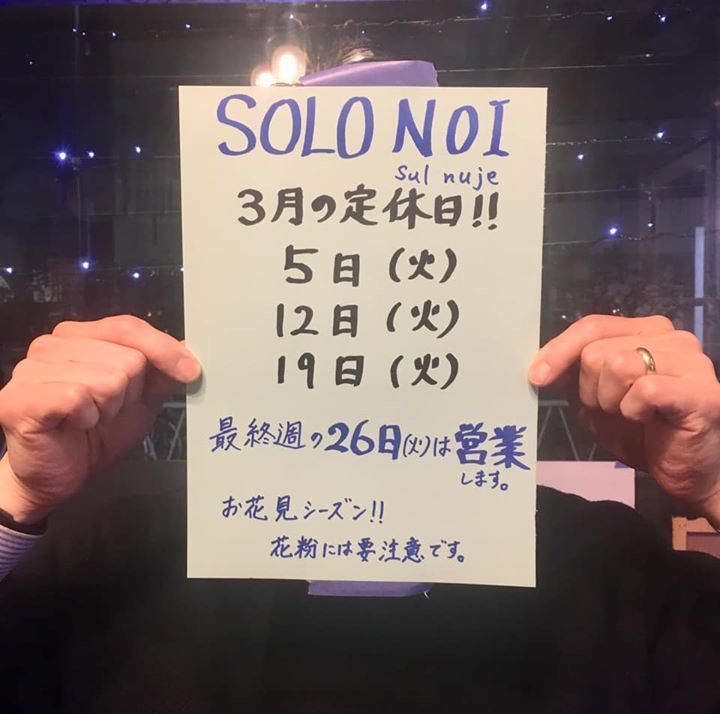 SOLO NOI
Sul nuje
3月の定休日!!
5日(火)
12日(火)
19日(火)
最終週の26日(火)は営業
します。
お花見シーズン!!
花粉には要注意です。